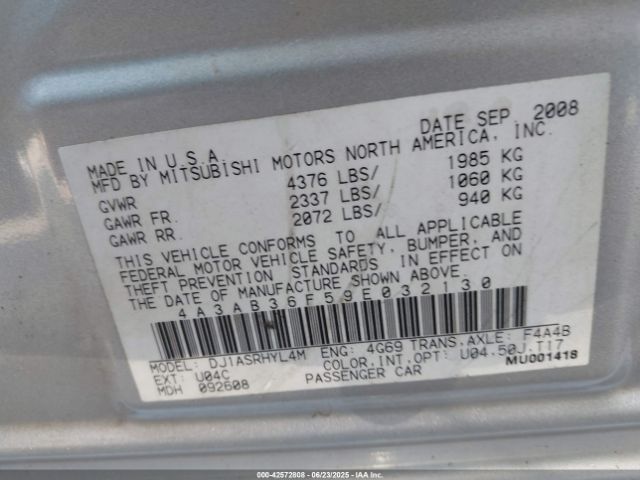 MADE IN U.S.A. DATE SEP. 2008
MFD BY MITSUBISHI MOTORS NORTH AMERICA, INC.
GVWR 4376 LBS/ 1985 KG
GAWR FR. 2337 LBS/ 1060 KG
GAWR RR. 2072 LBS/ 940 KG
THIS VEHICLE CONFORMS TO ALL APPLICABLE
FEDERAL MOTOR VEHICLE SAFETY, BUMPER, AND
THEFT PREVENTION STANDARDS IN EFFECT ON
THE DATE OF MANUFACTURE SHOWN ABOVE.
4A3AB36F59E032130
MODEL: DJ1ASRHYL4M ENG: 4G69 TRANS.AXLE: F4A4B
EXT: U04C COLOR.INT.OPT: U04.50J.TI7
MDH 092608 PASSENGER CAR MU001418
000-42572808 - 06/23/2025 - IAA Inc.